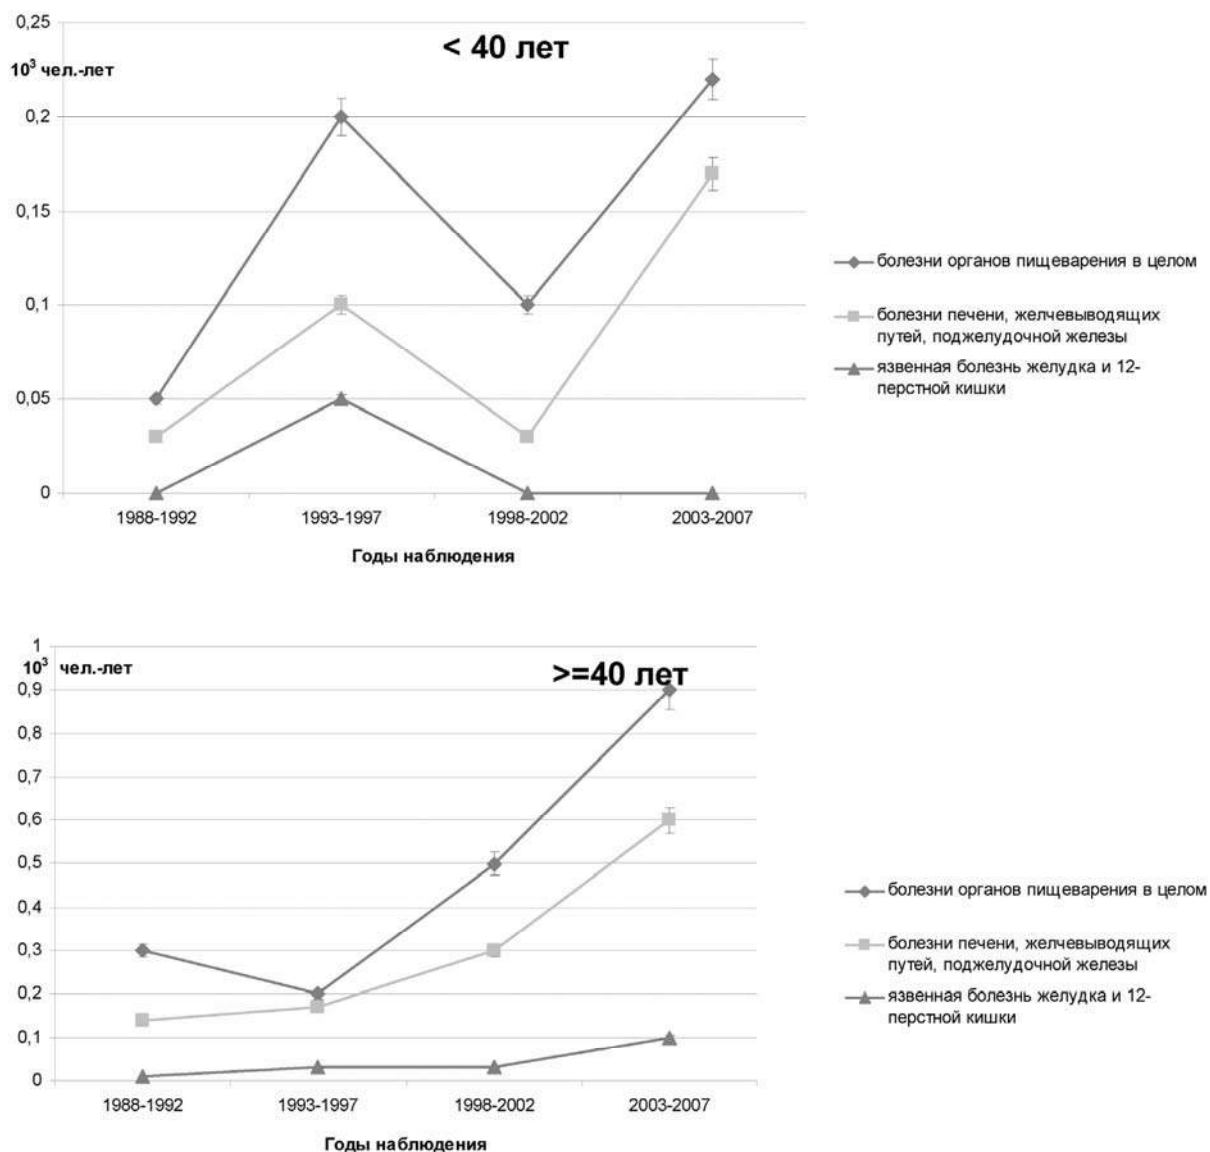 0,25
< 40 лет
10³ чел.-лет
0,2
0,15
0,1
0,05
0
1988-1992 1993-1997 1998-2002 2003-2007
Годы наблюдения
болезни органов пищеварения в целом
болезни печени, желчевыводящих
путей, поджелудочной железы
язвенная болезнь желудка и 12-
перстной кишки
1
10³ чел.-лет
>=40 лет
0,9
0,8
0,7
0,6
0,5
0,4
0,3
0,2
0,1
0
1988-1992 1993-1997 1998-2002 2003-2007
Годы наблюдения
болезни органов пищеварения в целом
болезни печени, желчевыводящих
путей, поджелудочной железы
язвенная болезнь желудка и 12-
перстной кишки